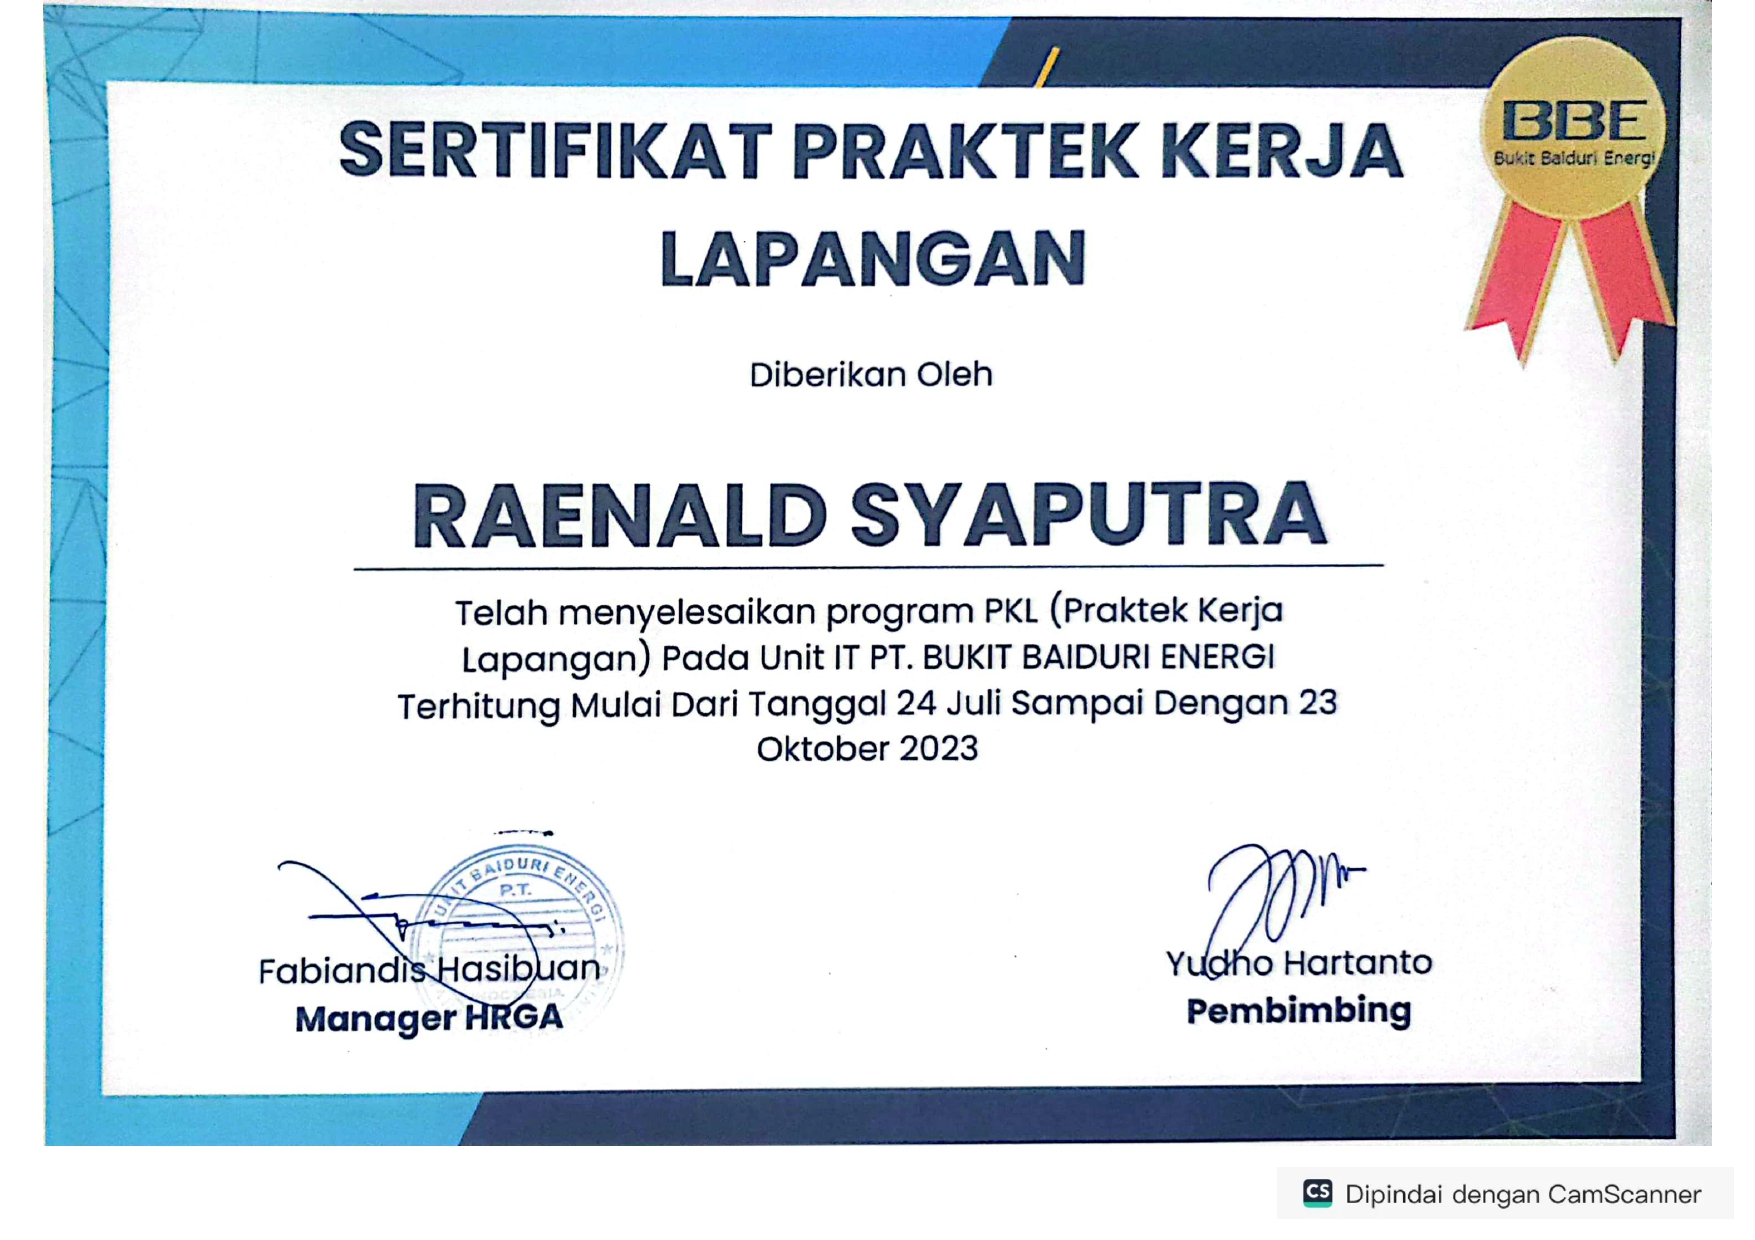 BBE
Bukit Baiduri Energi
SERTIFIKAT PRAKTEK KERJA
LAPANGAN
Diberikan Oleh
RAENALD SYAPUTRA
Telah menyelesaikan program PKL (Praktek Kerja
Lapangan) Pada Unit IT PT. BUKIT BAIDURI ENERGI
Terhitung Mulai Dari Tanggal 24 Juli Sampai Dengan 23
Oktober 2023
BUKIT BAIDURI ENERGI
P.T.
Fabiandis Hasibuan
Manager HRGA
Yudho Hartanto
Pembimbing
CS Dipindai dengan CamScanner